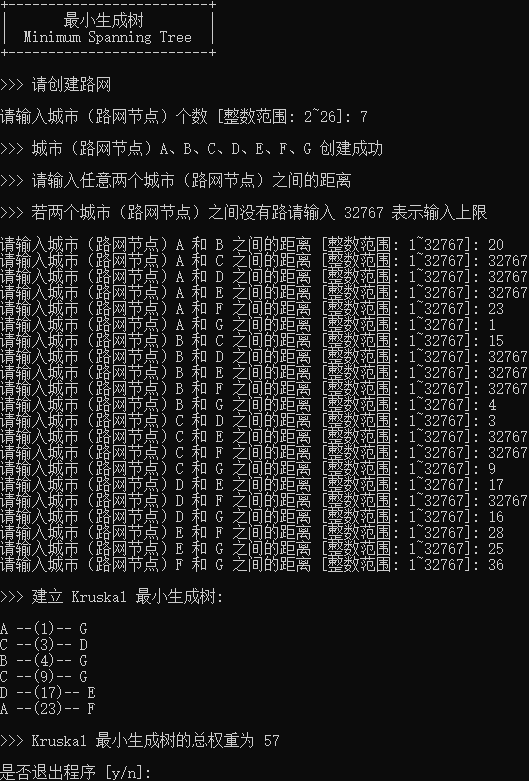 最小生成树
Minimum Spanning Tree
>>> 请创建路网
请输入城市（路网节点）个数 [整数范围: 2~26]: 7
>>> 城市（路网节点）A、B、C、D、E、F、G 创建成功
>>> 请输入任意两个城市（路网节点）之间的距离
>>> 若两个城市（路网节点）之间没有路请输入 32767 表示输入上限
请输入城市（路网节点）A 和 B 之间的距离 [整数范围: 1~32767]: 20
请输入城市（路网节点）A 和 C 之间的距离 [整数范围: 1~32767]: 32767
请输入城市（路网节点）A 和 D 之间的距离 [整数范围: 1~32767]: 32767
请输入城市（路网节点）A 和 E 之间的距离 [整数范围: 1~32767]: 32767
请输入城市（路网节点）A 和 F 之间的距离 [整数范围: 1~32767]: 23
请输入城市（路网节点）A 和 G 之间的距离 [整数范围: 1~32767]: 1
请输入城市（路网节点）B 和 C 之间的距离 [整数范围: 1~32767]: 15
请输入城市（路网节点）B 和 D 之间的距离 [整数范围: 1~32767]: 32767
请输入城市（路网节点）B 和 E 之间的距离 [整数范围: 1~32767]: 32767
请输入城市（路网节点）B 和 F 之间的距离 [整数范围: 1~32767]: 32767
请输入城市（路网节点）B 和 G 之间的距离 [整数范围: 1~32767]: 4
请输入城市（路网节点）C 和 D 之间的距离 [整数范围: 1~32767]: 3
请输入城市（路网节点）C 和 E 之间的距离 [整数范围: 1~32767]: 32767
请输入城市（路网节点）C 和 F 之间的距离 [整数范围: 1~32767]: 32767
请输入城市（路网节点）C 和 G 之间的距离 [整数范围: 1~32767]: 9
请输入城市（路网节点）D 和 E 之间的距离 [整数范围: 1~32767]: 17
请输入城市（路网节点）D 和 F 之间的距离 [整数范围: 1~32767]: 32767
请输入城市（路网节点）D 和 G 之间的距离 [整数范围: 1~32767]: 16
请输入城市（路网节点）E 和 F 之间的距离 [整数范围: 1~32767]: 28
请输入城市（路网节点）E 和 G 之间的距离 [整数范围: 1~32767]: 25
请输入城市（路网节点）F 和 G 之间的距离 [整数范围: 1~32767]: 36
>>> 建立 Kruskal 最小生成树:
A --(1)-- G
C --(3)-- D
B --(4)-- G
C --(9)-- G
D --(17)-- E
A --(23)-- F
>>> Kruskal 最小生成树的总权重为 57
是否退出程序 [y/n]: